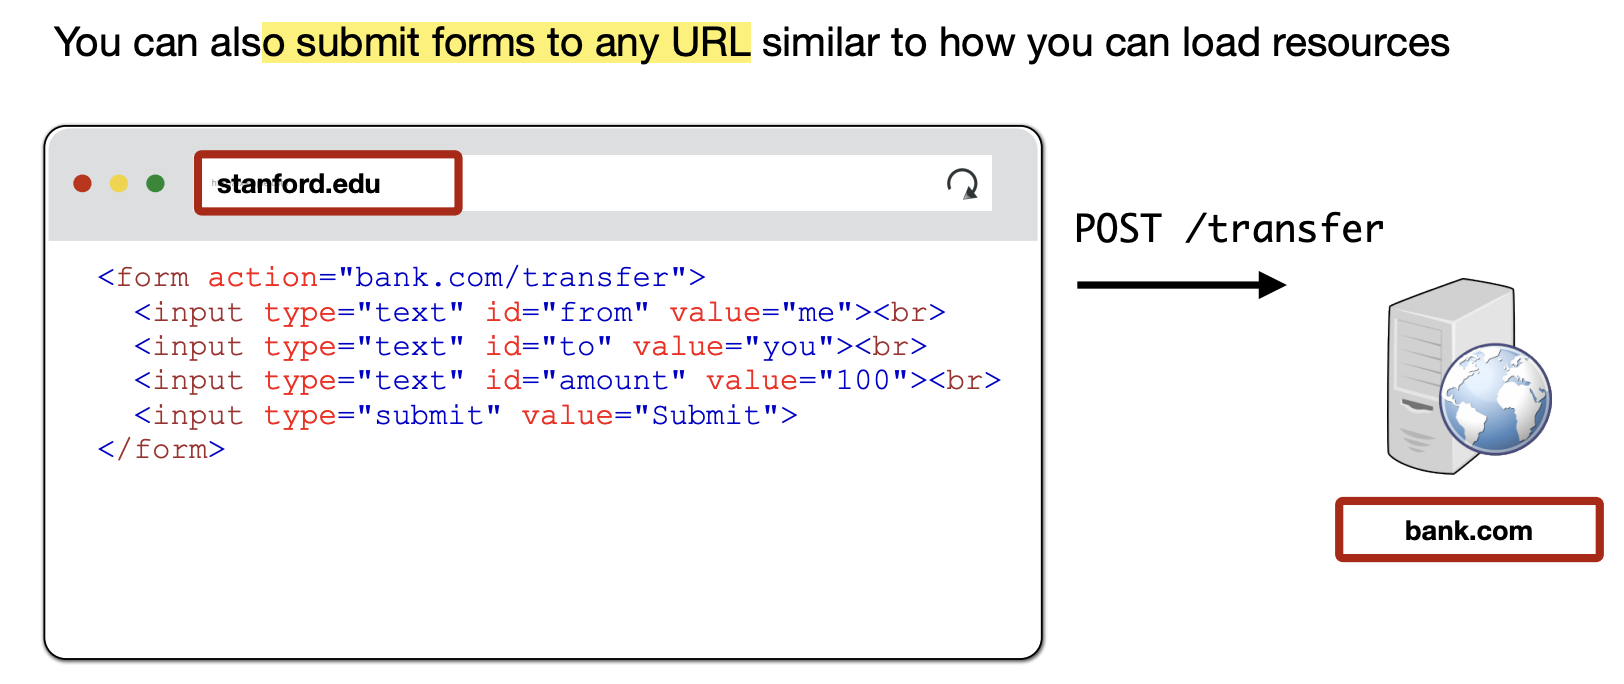 You can also submit forms to any URL similar to how you can load resources
stanford.edu
POST /transfer
<form action="bank.com/transfer">
<input type="text" id="from" value="me"><br>
<input type="text" id="to" value="you"><br>
<input type="text" id="amount" value="100"><br>
<input type="submit" value="Submit">
</form>
bank.com